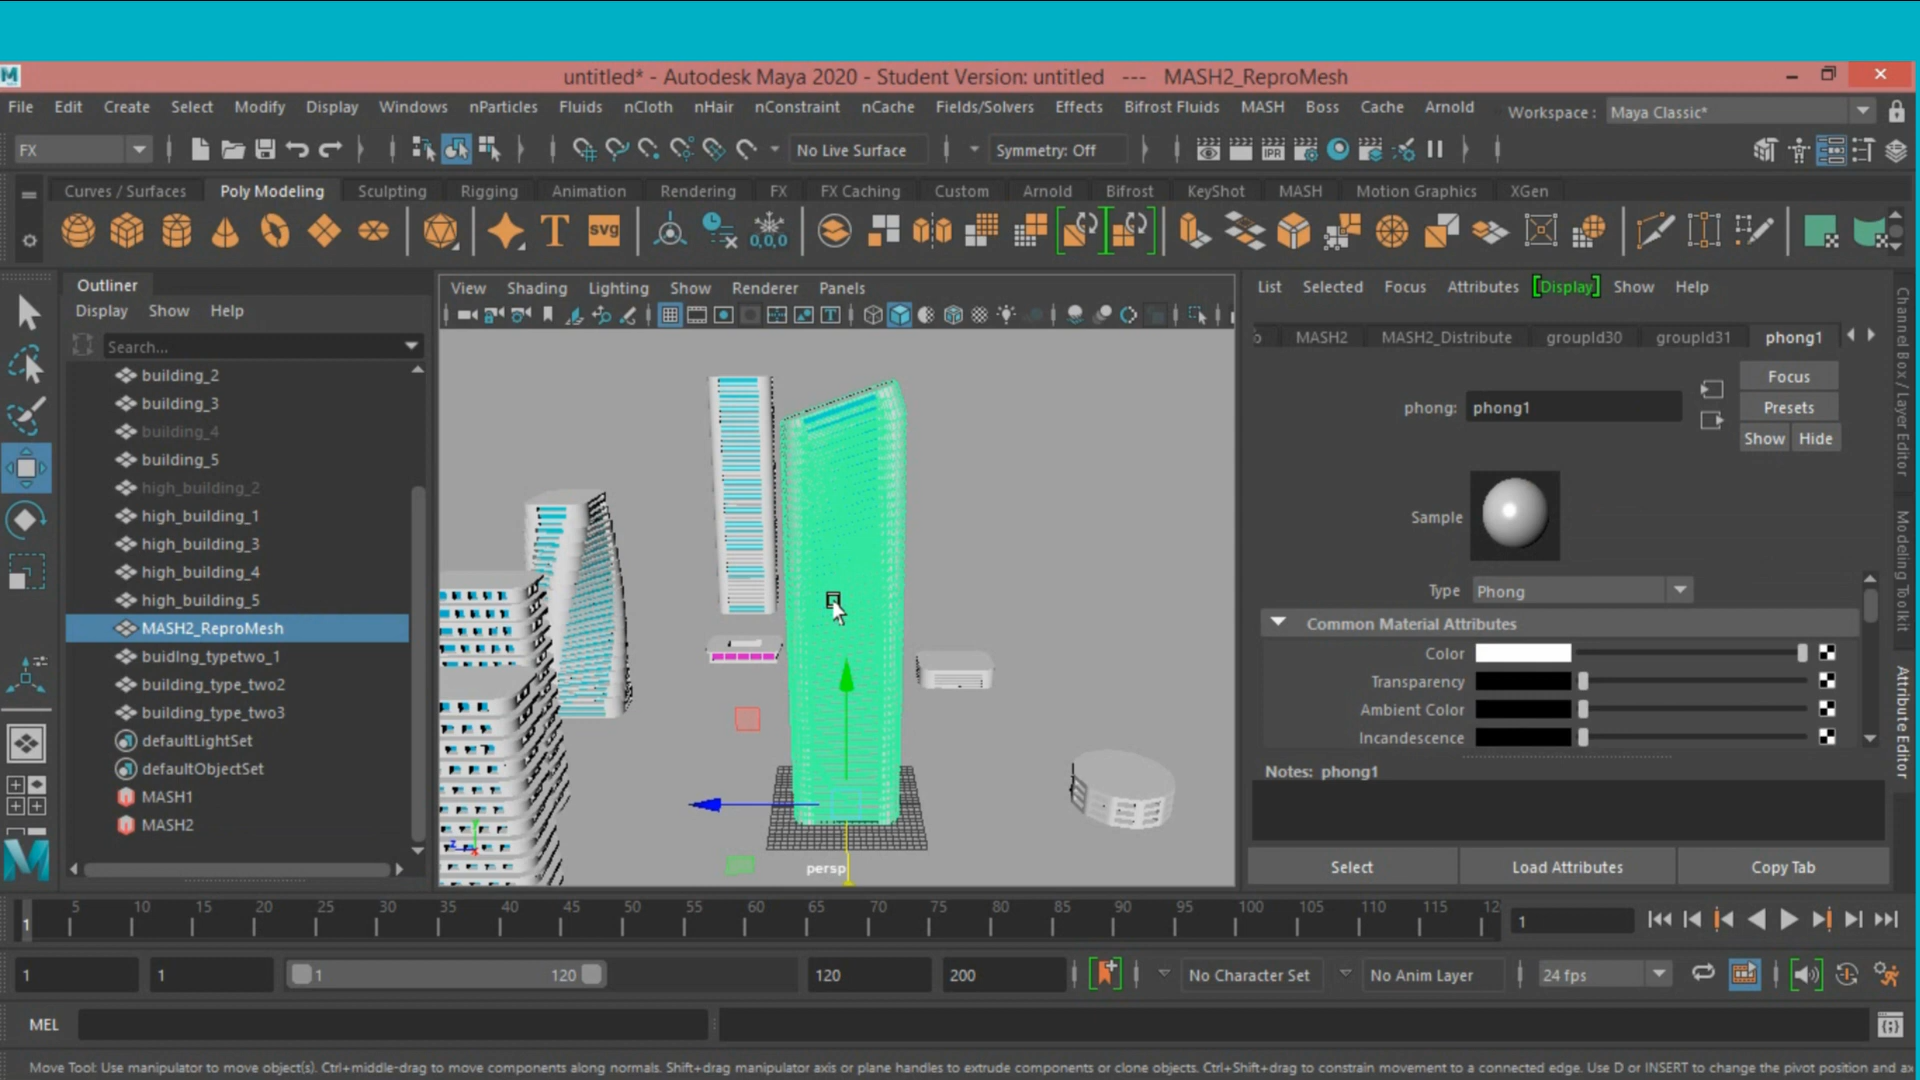 untitled* - Autodesk Maya 2020 - Student Version: untitled --- MASH2_ReproMesh
File Edit Create Select Modify Display Windows nParticles Fluids nCloth nHair nConstraint nCache Fields/Solvers Effects Bifrost Fluids MASH Boss Cache Arnold Workspace : Maya Classic*
FX No Live Surface Symmetry: Off IPR
Curves / Surfaces Poly Modeling Sculpting Rigging Animation Rendering FX FX Caching Custom Arnold Bifrost KeyShot MASH Motion Graphics XGen
T svg 0,0,0
Outliner
Display Show Help
Search...
building_2
building_3
building_4
building_5
high_building_2
high_building_1
high_building_3
high_building_4
high_building_5
MASH2_ReproMesh
buidlng_typetwo_1
building_type_two2
building_type_two3
defaultLightSet
defaultObjectSet
MASH1
MASH2
View Shading Lighting Show Renderer Panels
persp
List Selected Focus Attributes Display Show Help
MASH2 MASH2_Distribute groupId30 groupId31 phong1
phong: phong1
Focus
Presets
Show Hide
Sample
Type Phong
Common Material Attributes
Color
Transparency
Ambient Color
Incandescence
Notes: phong1
Select Load Attributes Copy Tab
Channel Box / Layer Editor
Modeling Toolkit
Attribute Editor
1 5 10 15 20 25 30 35 40 45 50 55 60 65 70 75 80 85 90 95 100 105 110 115 12 1
1 1 1 120 120 200 No Character Set No Anim Layer 24 fps
MEL
Move Tool: Use manipulator to move object(s). Ctrl+middle-drag to move components along normals. Shift+drag manipulator axis or plane handles to extrude components or clone objects. Ctrl+Shift+drag to constrain movement to a connected edge. Use D or INSERT to change the pivot position and ax